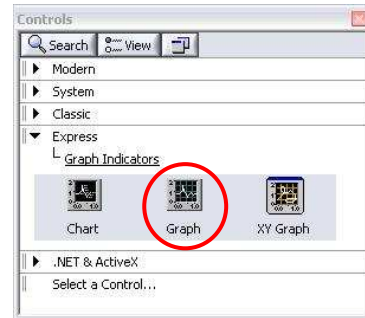 Controls
Search View
Modern
System
Classic
Express
Graph Indicators
Chart Graph XY Graph
.NET & ActiveX
Select a Control...